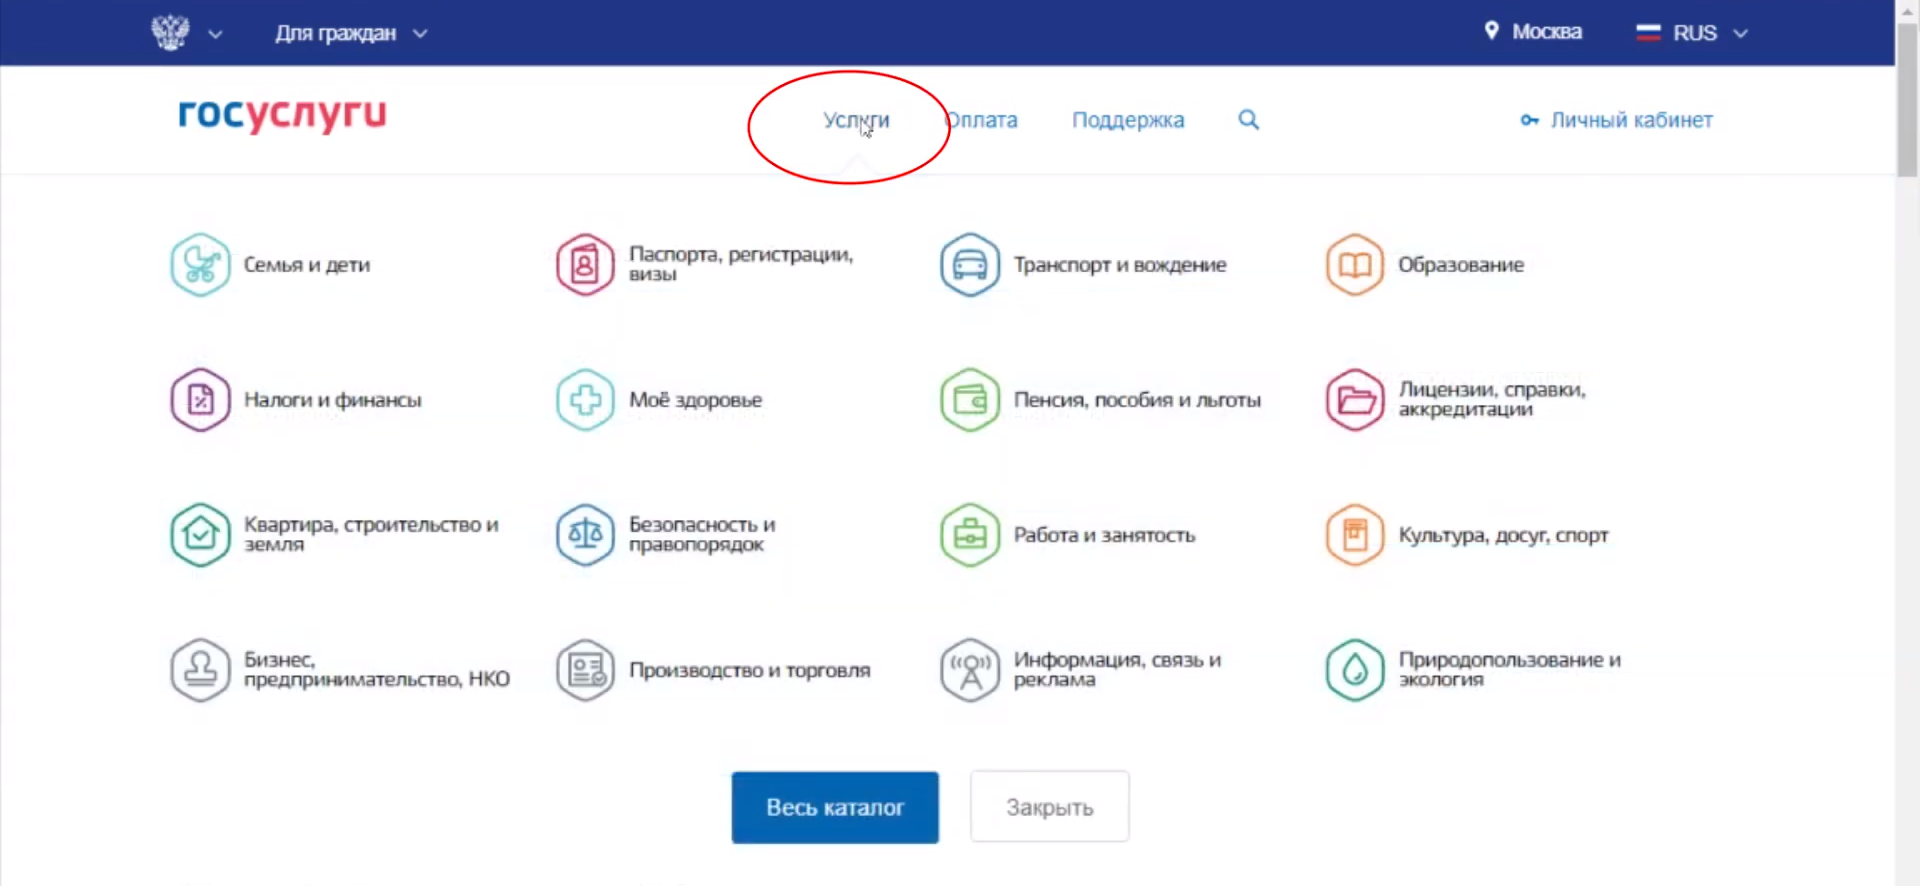 Для граждан
Москва
RUS
госуслуги
Услуги
Оплата
Поддержка
Личный кабинет
Семья и дети
Паспорта, регистрации,
визы
Транспорт и вождение
Образование
Налоги и финансы
Моё здоровье
Пенсия, пособия и льготы
Лицензии, справки,
аккредитации
Квартира, строительство и
земля
Безопасность и
правопорядок
Работа и занятость
Культура, досуг, спорт
Бизнес,
предпринимательство, НКО
Производство и торговля
Информация, связь и
реклама
Природопользование и
экология
Весь каталог
Закрыть